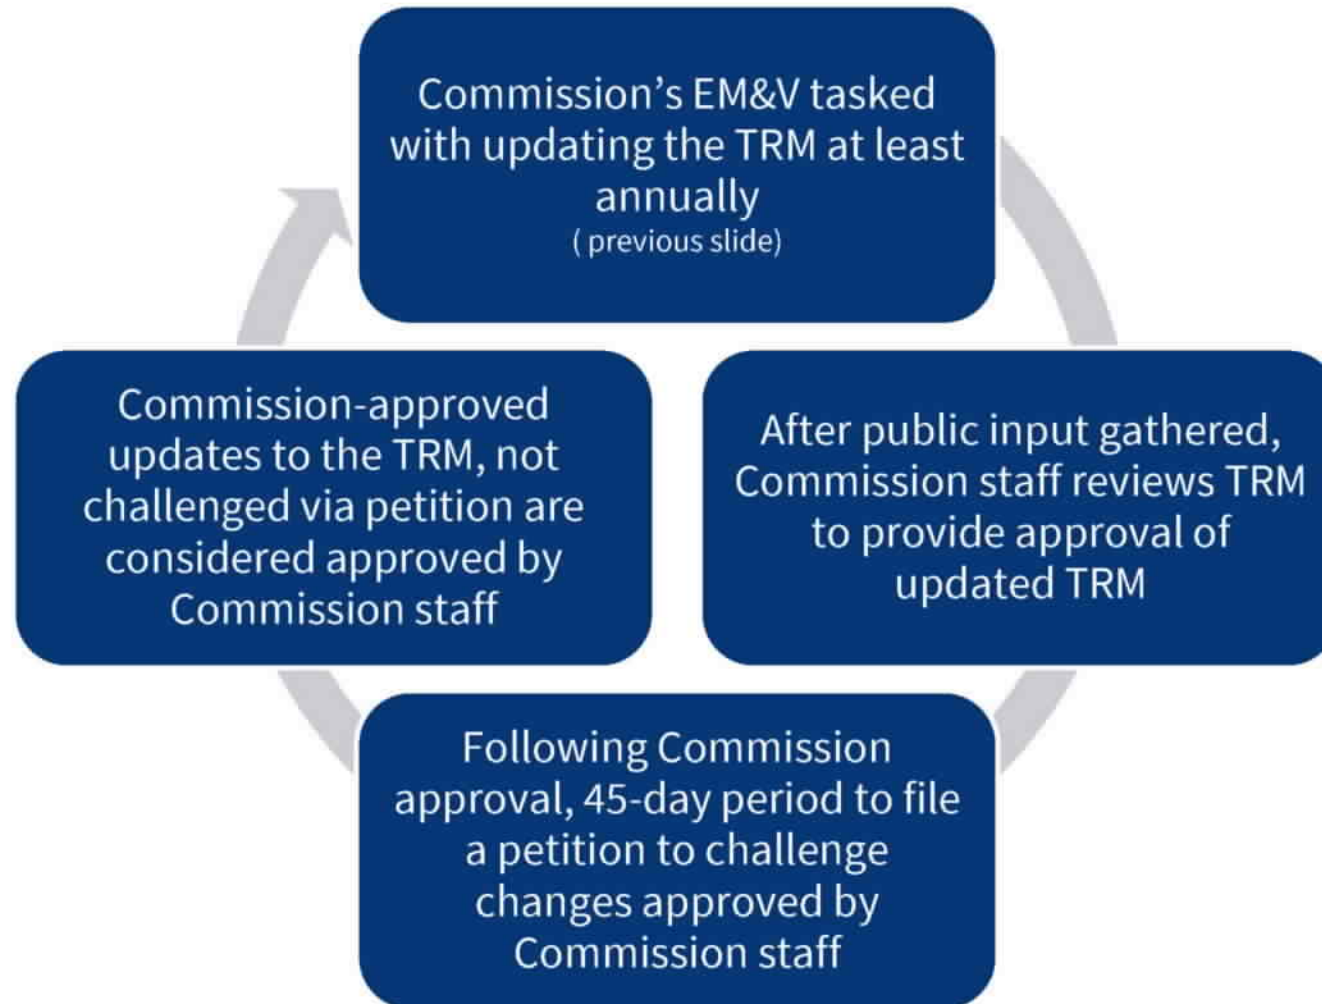 Commission’s EM&V tasked
with updating the TRM at least
annually
( previous slide)
After public input gathered,
Commission staff reviews TRM
to provide approval of
updated TRM
Following Commission
approval, 45-day period to file
a petition to challenge
changes approved by
Commission staff
Commission-approved
updates to the TRM, not
challenged via petition are
considered approved by
Commission staff